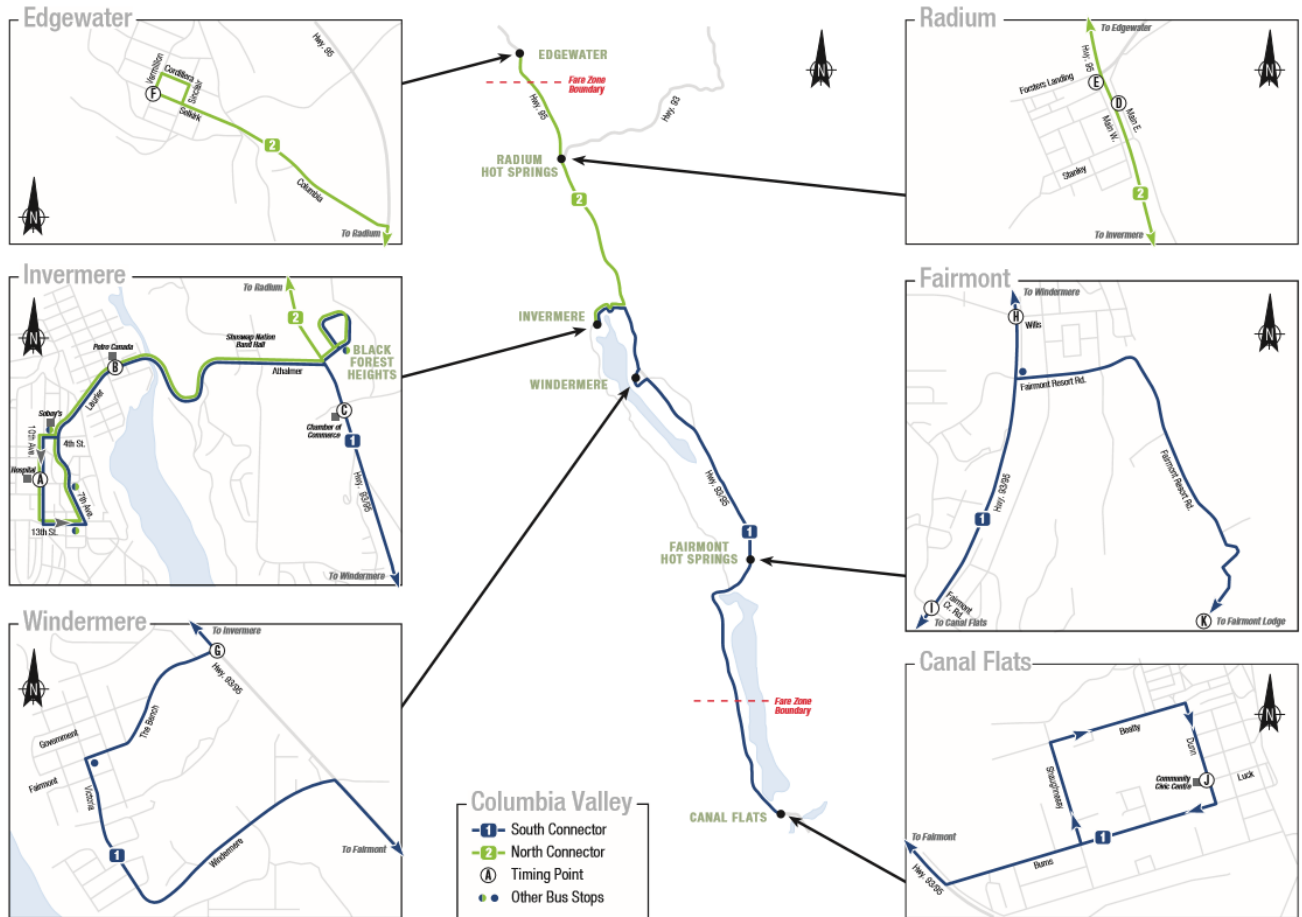 Edgewater
Vermillion
Cordillera
Sinclair
F
Selkirk
2
Columbia
Hwy. 95
To Radium
N
EDGEWATER
Fare Zone
Boundary
Hwy. 95
Hwy. 93
RADIUM
HOT SPRINGS
2
INVERMERE
WINDERMERE
Hwy. 93/95
1
FAIRMONT
HOT SPRINGS
Fare Zone
Boundary
CANAL FLATS
N
Radium
To Edgewater
Hwy. 95
Forsters Landing
E
D
Main E.
Main W.
Stanley
2
To Invermere
N
Invermere
To Radium
2
N
Petro Canada
B
Shuswap Nation
Band Hall
BLACK
FOREST
HEIGHTS
Athalmer
Laurier
C
Chamber of
Commerce
Sobey's
10th Ave.
4th St.
1
Hospital
A
7th Ave.
13th St.
Hwy. 93/95
To Windermere
Fairmont
To Windermere
H
Wills
N
Fairmont Resort Rd.
Fairmont Resort Rd.
Hwy. 93/95
1
I
Fairmont
Cr. Rd.
To Canal Flats
K
To Fairmont Lodge
Windermere
To Invermere
G
Hwy. 93/95
N
The Bench
Government
Fairmont
Victoria
Windermere
1
To Fairmont
Columbia Valley
1 South Connector
2 North Connector
A Timing Point
Other Bus Stops
Canal Flats
N
Beatty
Dunn
Shaughnessy
Community
Civic Centre
J
Luck
1
Burns
To Fairmont
Hwy. 93/95